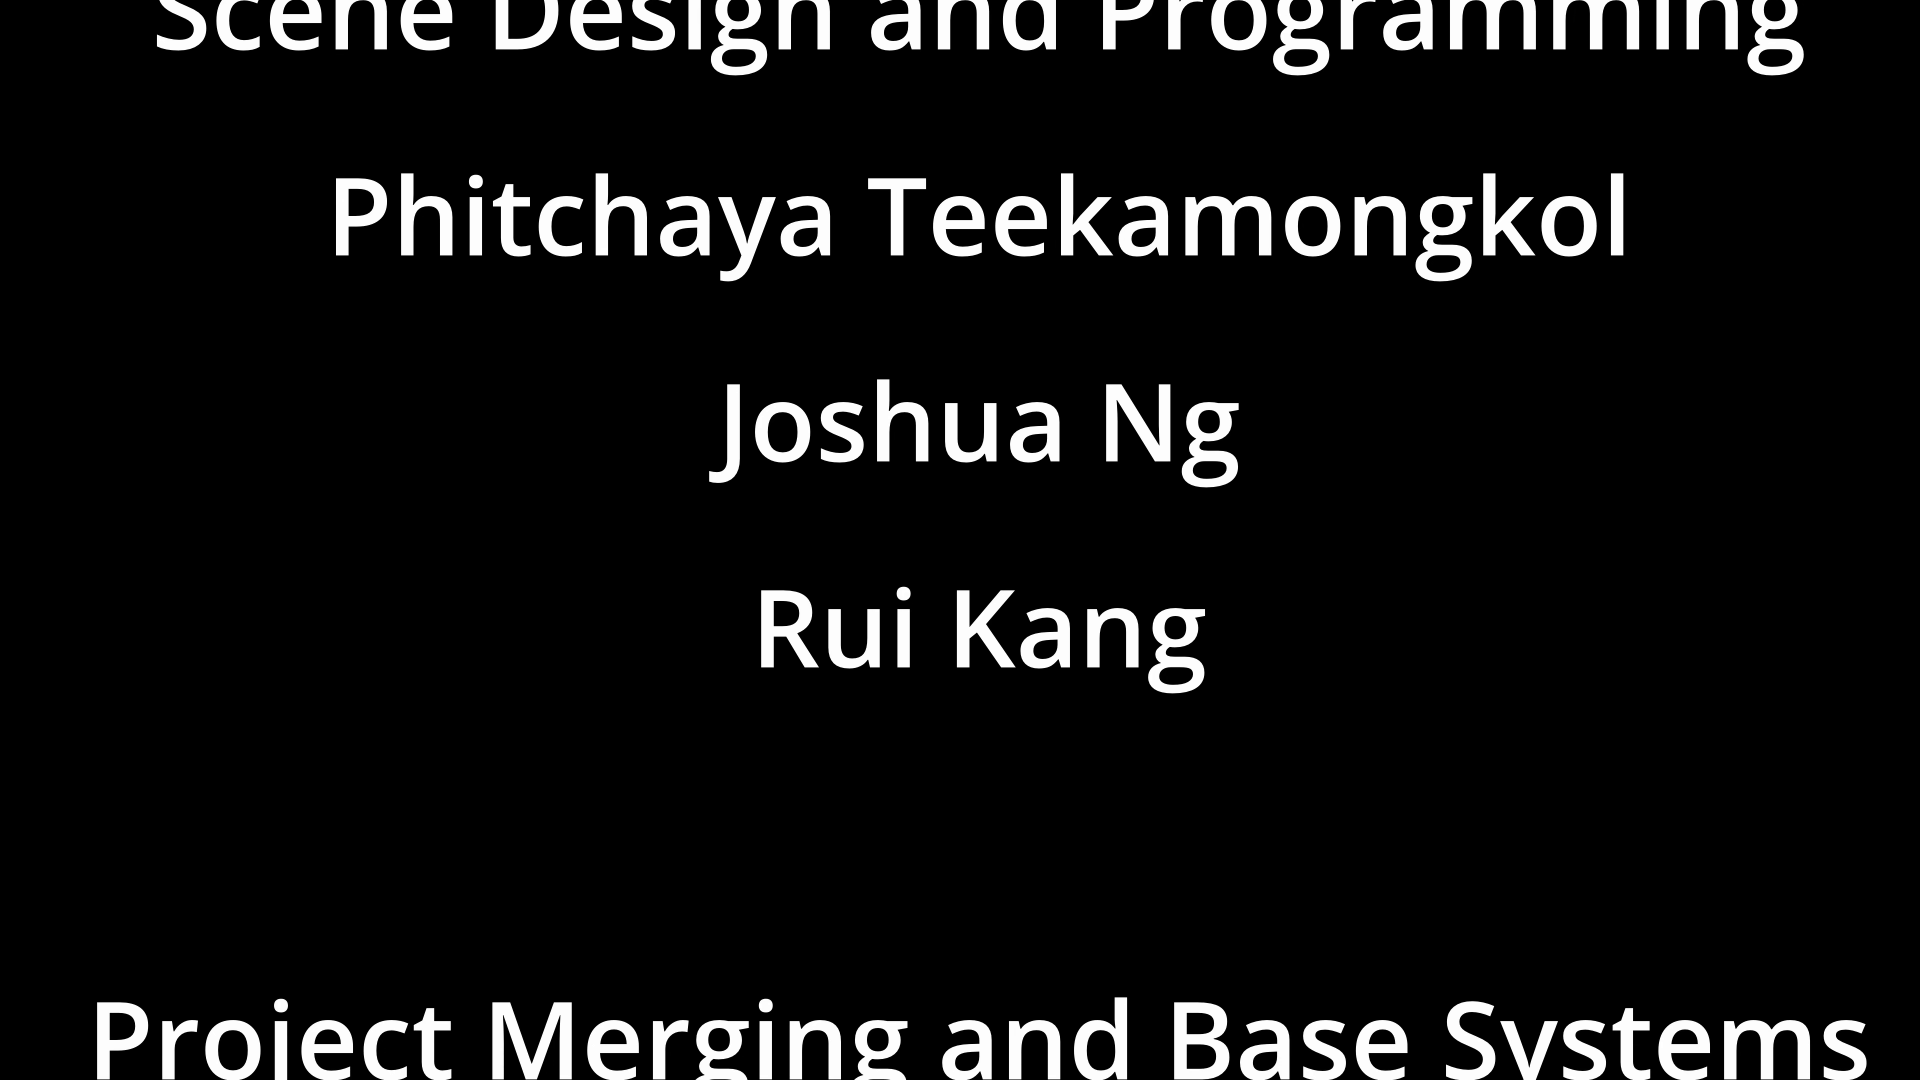 Scene Design and Programming
Phitchaya Teekamongkol
Joshua Ng
Rui Kang
Project Merging and Base Systems